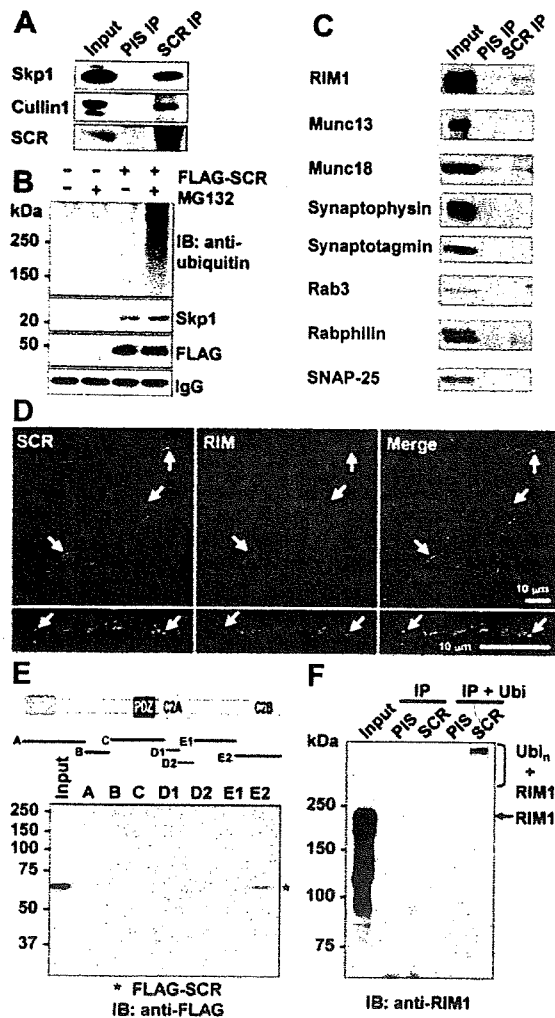 A
Input
PIS IP
SCR IP
Skp1
Cullin1
SCR
B
- - + + FLAG-SCR
- + - + MG132
kDa
250
150
IB: anti-
ubiquitin
20
Skp1
50
FLAG
IgG
C
Input
PIS IP
SCR IP
RIM1
Munc13
Munc18
Synaptophysin
Synaptotagmin
Rab3
Rabphilin
SNAP-25
D
SCR
RIM
Merge
10 µm
10 µm
E
PDZ C2A C2B
A
B
C
D1
D2
E1
E2
Input A B C D1 D2 E1 E2
250
150
100
75
50
37
*
* FLAG-SCR
IB: anti-FLAG
F
IP IP + Ubi
Input PIS SCR PIS SCR
kDa
250
150
100
75
Ubin
+
RIM1
RIM1
IB: anti-RIM1